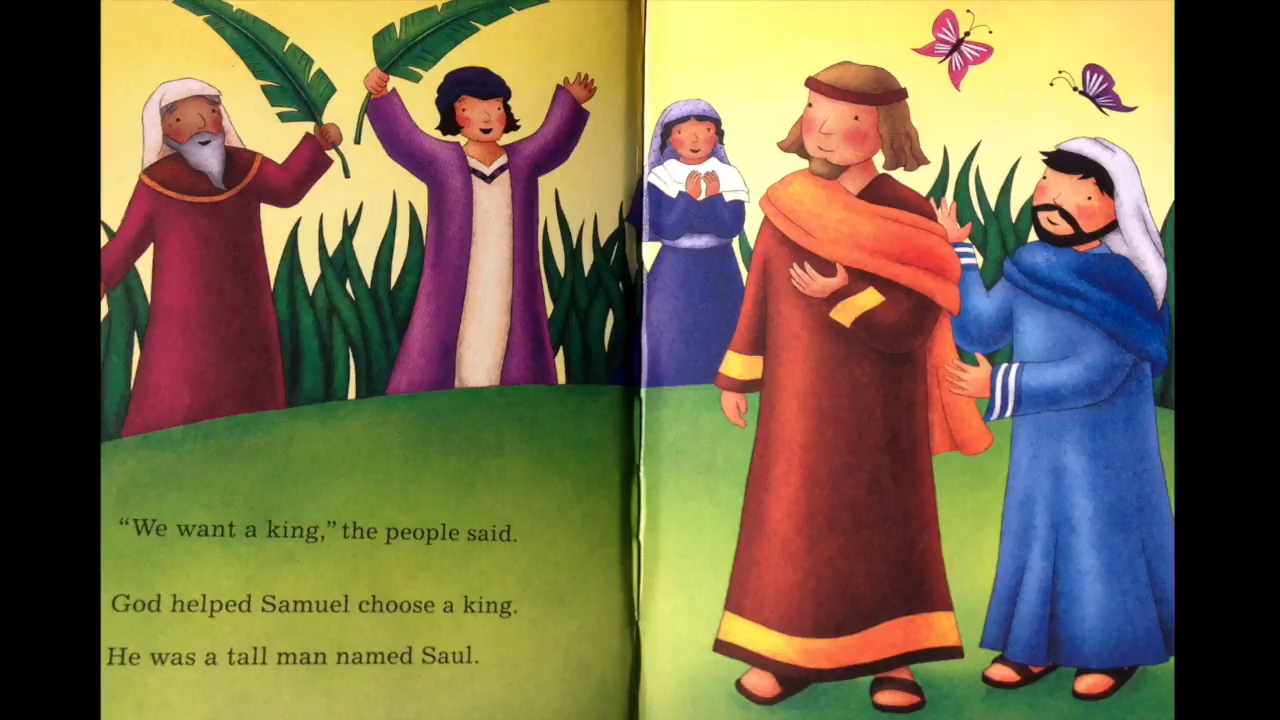 “We want a king,” the people said.
God helped Samuel choose a king.
He was a tall man named Saul.